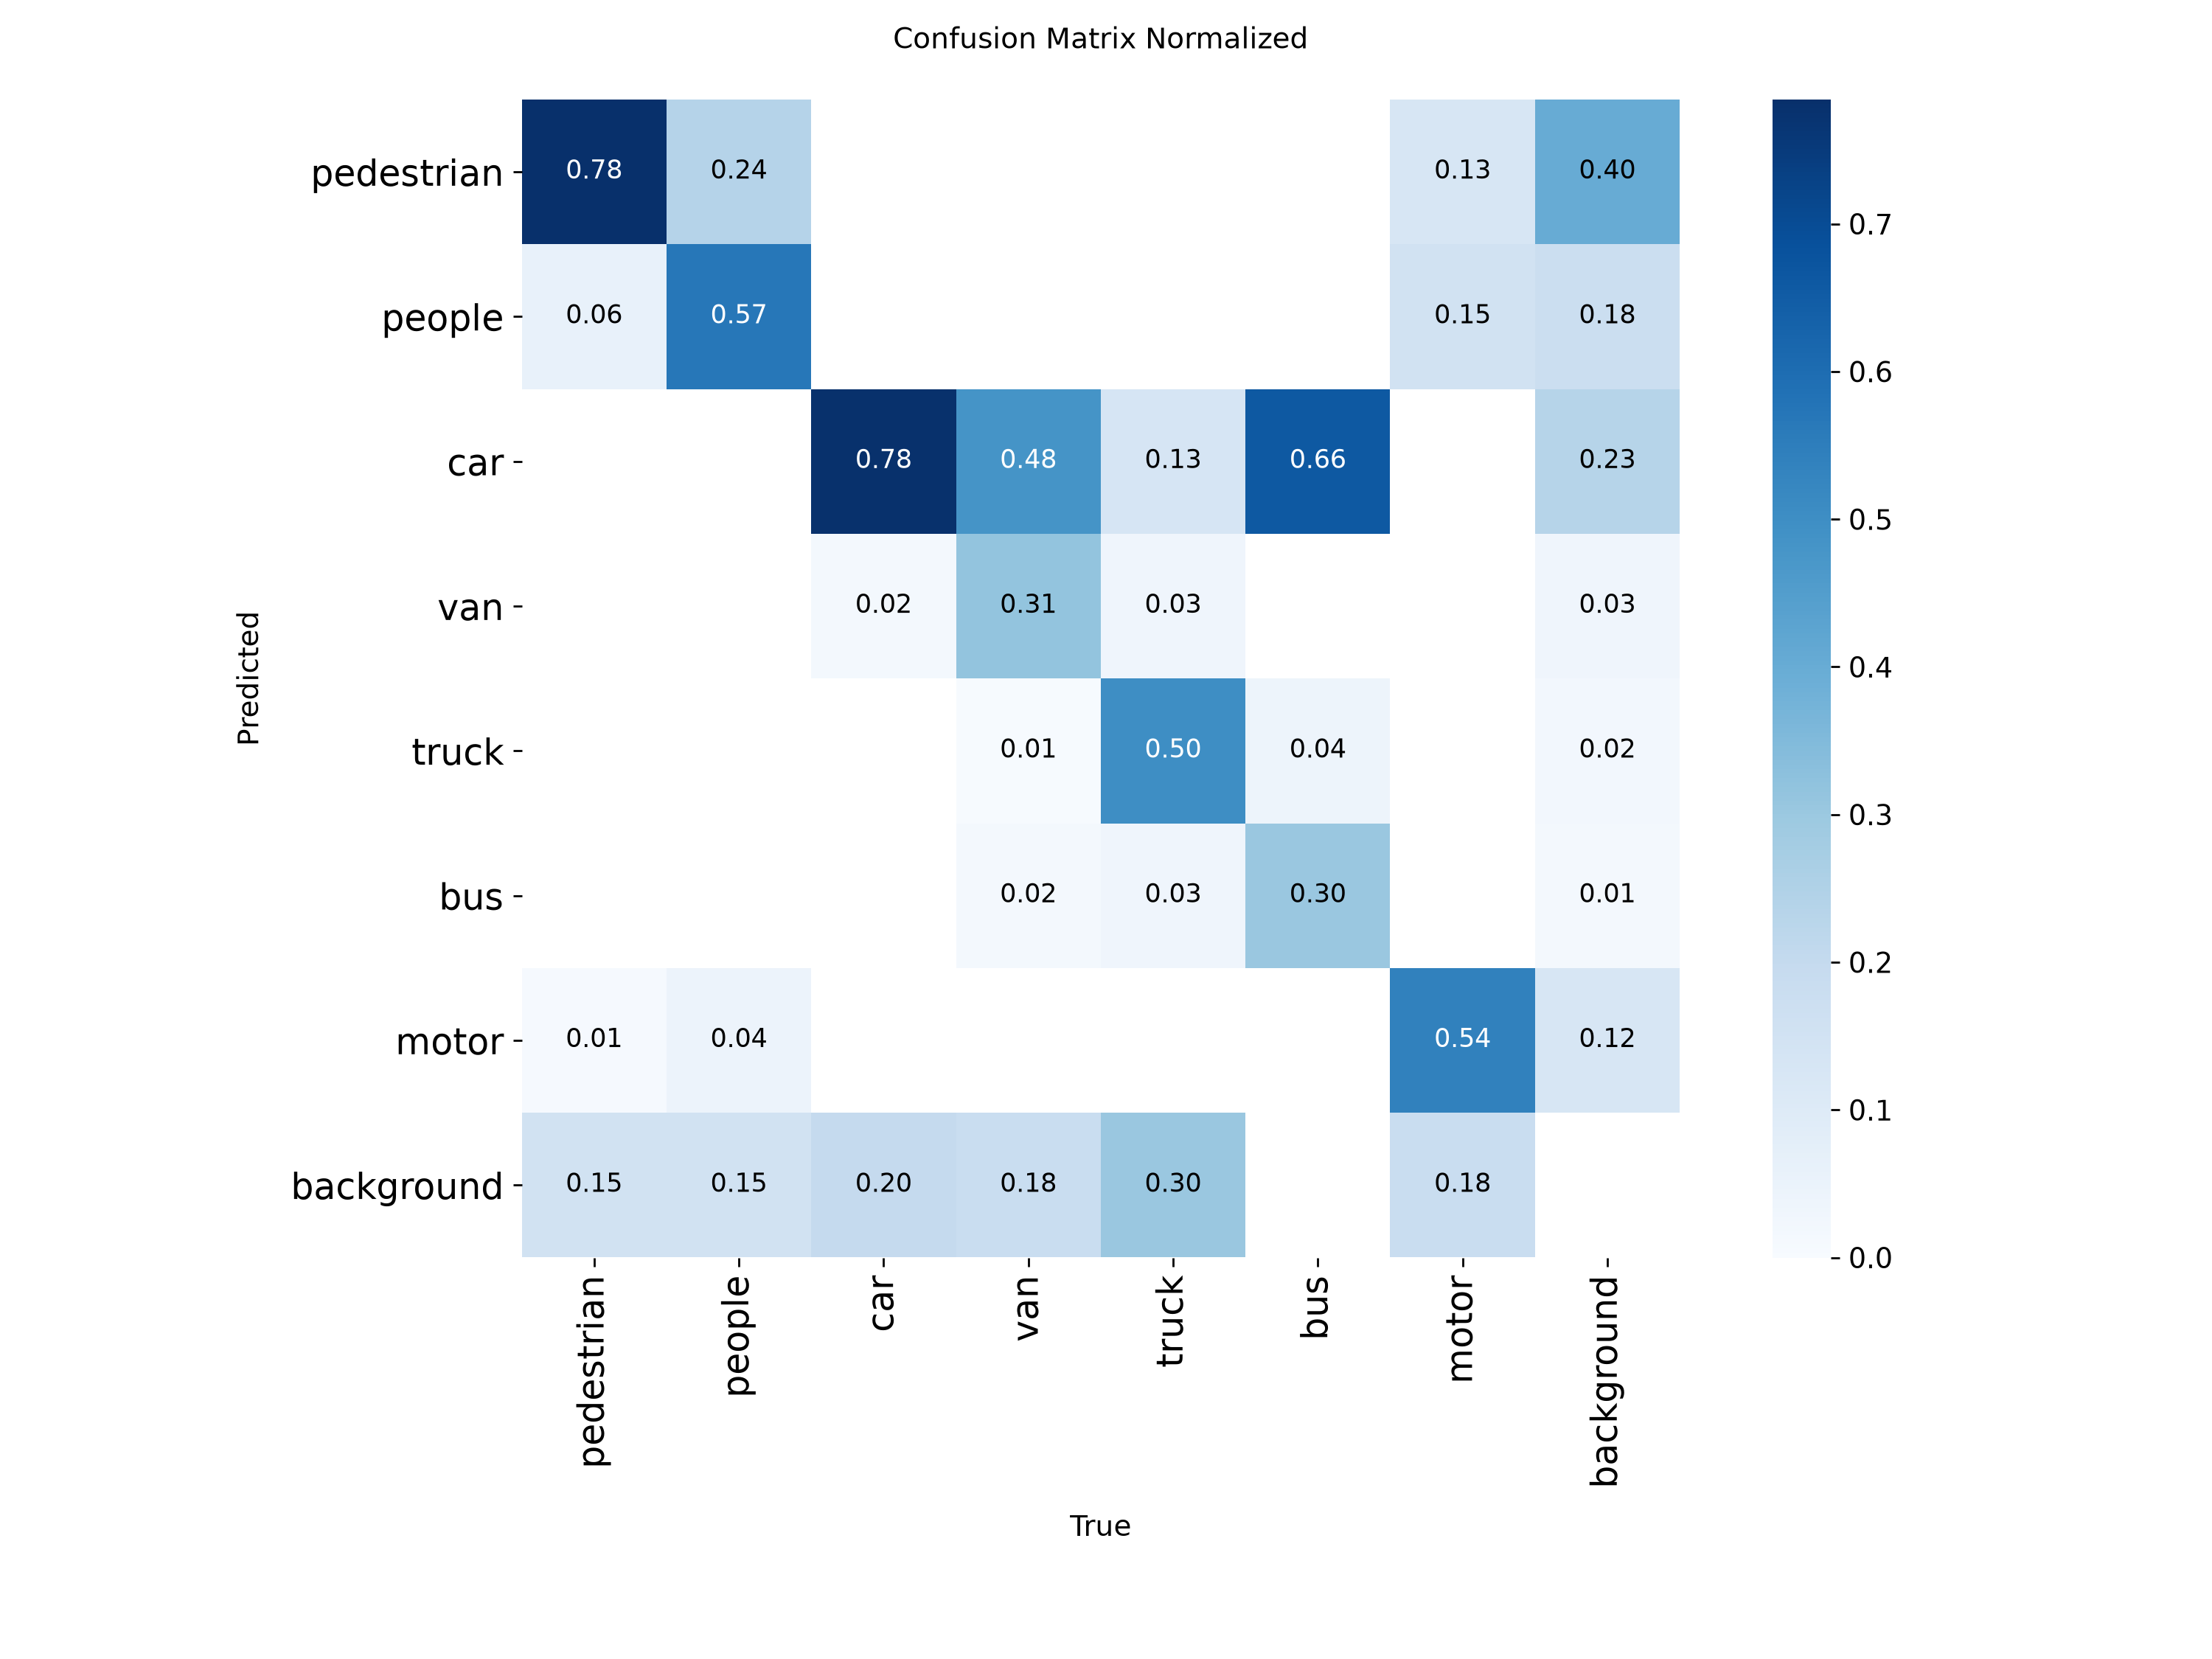 Confusion Matrix Normalized
pedestrian 0.78 0.24 0.13 0.40
people 0.06 0.57 0.15 0.18
car 0.78 0.48 0.13 0.66 0.23
van 0.02 0.31 0.03 0.03
truck 0.01 0.50 0.04 0.02
bus 0.02 0.03 0.30 0.01
motor 0.01 0.04 0.54 0.12
background 0.15 0.15 0.20 0.18 0.30 0.18
Predicted
pedestrian people car van truck bus motor background
True
0.7
0.6
0.5
0.4
0.3
0.2
0.1
0.0